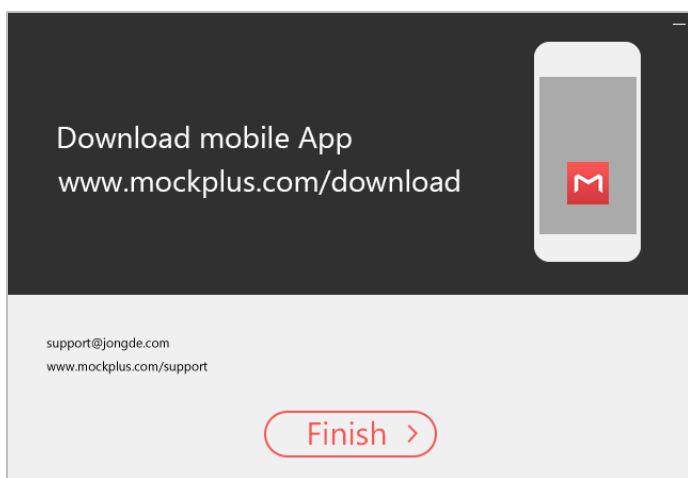 Download mobile App
www.mockplus.com/download
support@jongde.com
www.mockplus.com/support
Finish >